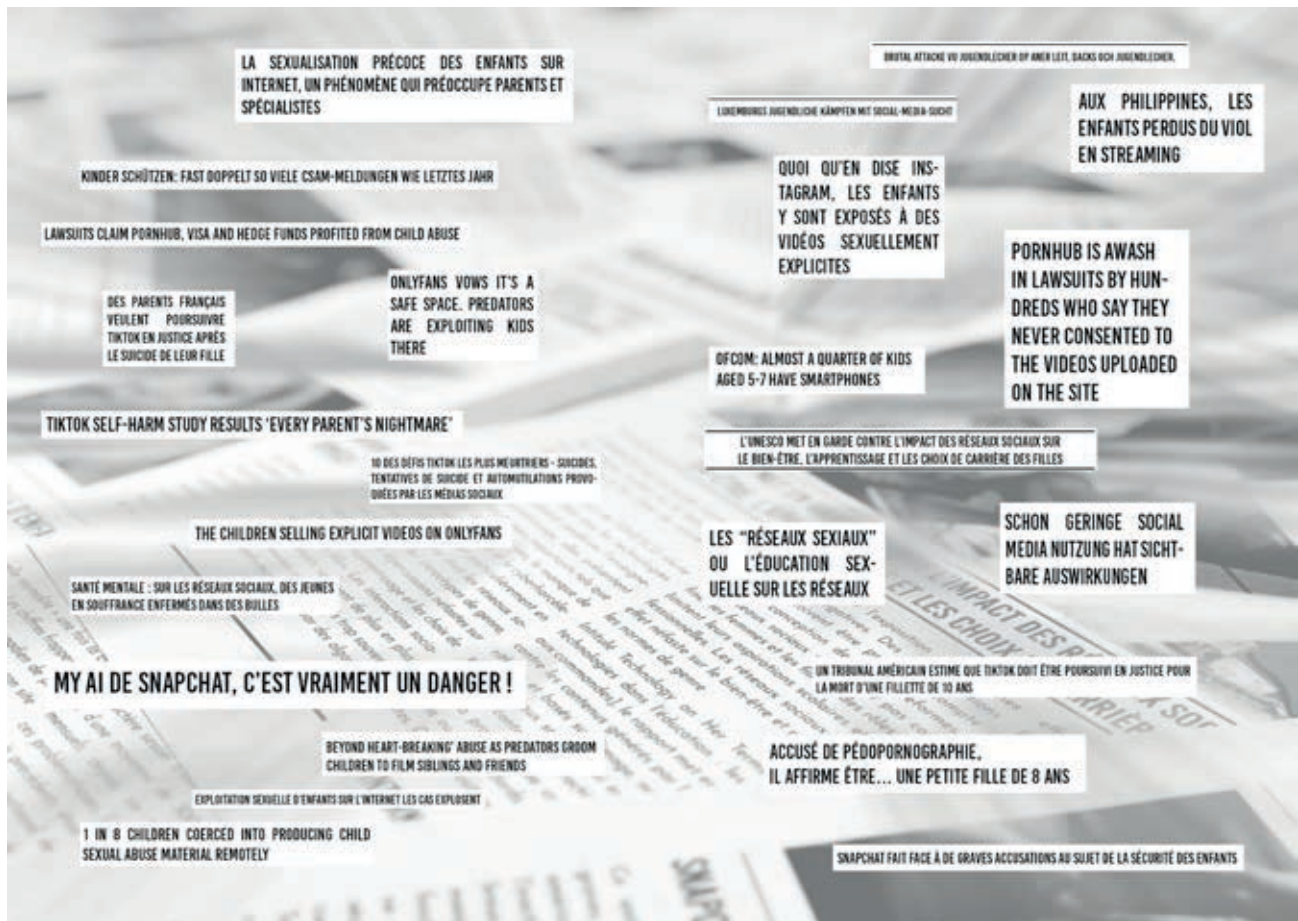 LA SEXUALISATION PRÉCOCE DES ENFANTS SUR
INTERNET, UN PHÉNOMÈNE QUI PRÉOCCUPE PARENTS ET
SPÉCIALISTES
KINDER SCHÜTZEN: FAST DOPPELT SO VIELE CSAM-MELDUNGEN WIE LETZTES JAHR
LAWSUITS CLAIM PORNHUB, VISA AND HEDGE FUNDS PROFITED FROM CHILD ABUSE
DES PARENTS FRANÇAIS
VEULENT POURSUIVRE
TIKTOK EN JUSTICE APRÈS
LE SUICIDE DE LEUR FILLE
ONLYFANS VOWS IT'S A
SAFE SPACE. PREDATORS
ARE EXPLOITING KIDS
THERE
TIKTOK SELF-HARM STUDY RESULTS 'EVERY PARENT'S NIGHTMARE'
10 DES DÉFIS TIKTOK LES PLUS MEURTRIERS - SUICIDES,
TENTATIVES DE SUICIDE ET AUTOMUTILATIONS PROVO-
QUÉES PAR LES MÉDIAS SOCIAUX
THE CHILDREN SELLING EXPLICIT VIDEOS ON ONLYFANS
SANTÉ MENTALE : SUR LES RÉSEAUX SOCIAUX, DES JEUNES
EN SOUFFRANCE ENFERMÉS DANS DES BULLES
MY AI DE SNAPCHAT, C'EST VRAIMENT UN DANGER !
BEYOND HEART-BREAKING' ABUSE AS PREDATORS GROOM
CHILDREN TO FILM SIBLINGS AND FRIENDS
EXPLOITATION SEXUELLE D'ENFANTS SUR L'INTERNET LES CAS EXPLOSENT
1 IN 8 CHILDREN COERCED INTO PRODUCING CHILD
SEXUAL ABUSE MATERIAL REMOTELY
BRUTAL ATTACKE VU JUGENDLECHER OP ANER LEIT, DACKS OCH JUGENDLECHER.
LUXEMBURGS JUGENDLICHE KÄMPFEN MIT SOCIAL-MEDIA-SUCHT
AUX PHILIPPINES, LES
ENFANTS PERDUS DU VIOL
EN STREAMING
QUOI QU'EN DISE INS-
TAGRAM, LES ENFANTS
Y SONT EXPOSÉS À DES
VIDÉOS SEXUELLEMENT
EXPLICITES
PORNHUB IS AWASH
IN LAWSUITS BY HUN-
DREDS WHO SAY THEY
NEVER CONSENTED TO
THE VIDEOS UPLOADED
ON THE SITE
OFCOM: ALMOST A QUARTER OF KIDS
AGED 5-7 HAVE SMARTPHONES
L'UNESCO MET EN GARDE CONTRE L'IMPACT DES RÉSEAUX SOCIAUX SUR
LE BIEN-ÊTRE, L'APPRENTISSAGE ET LES CHOIX DE CARRIÈRE DES FILLES
LES "RÉSEAUX SEXIAUX"
OU L'ÉDUCATION SEX-
UELLE SUR LES RÉSEAUX
SCHON GERINGE SOCIAL
MEDIA NUTZUNG HAT SICHT-
BARE AUSWIRKUNGEN
UN TRIBUNAL AMÉRICAIN ESTIME QUE TIKTOK DOIT ÊTRE POURSUIVI EN JUSTICE POUR
LA MORT D'UNE FILLETTE DE 10 ANS
ACCUSÉ DE PÉDOPORNOGRAPHIE,
IL AFFIRME ÊTRE... UNE PETITE FILLE DE 8 ANS
SNAPCHAT FAIT FACE À DE GRAVES ACCUSATIONS AU SUJET DE LA SÉCURITÉ DES ENFANTS